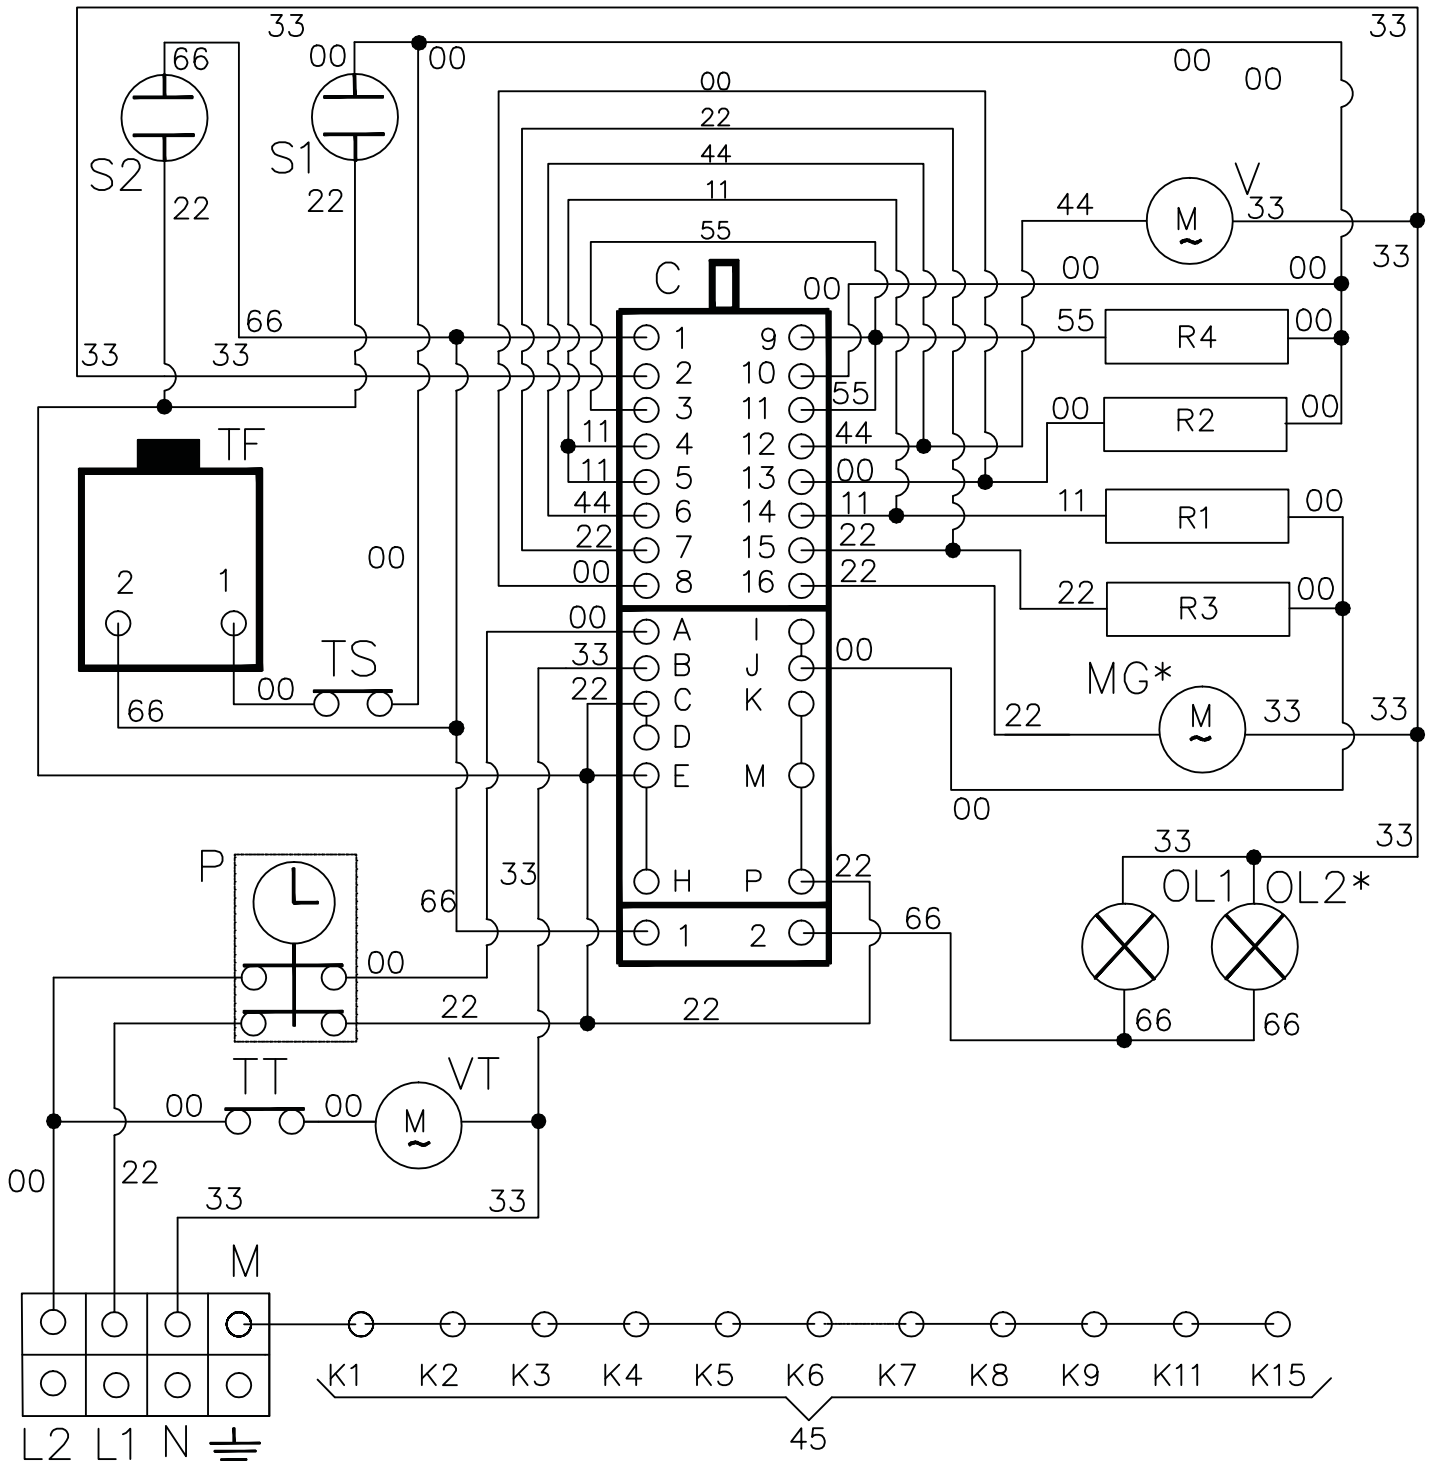 33 33
66 00 00 00 00
S2 S1
22 22
00
22
44
11
55
V
M
44 33
33
C
00 00 00
66 1 9 55 R4 00
33 33 2 10
3 11 55
TF
11 4 12 44 00 R2 00
11 5 13 00
44 6 14 11 11 R1 00
22 7 15 22
00 8 16 22 22 R3 00
2 1
00
00 A I
TS
33 B J 00
22 C K
D
E M
H P 22
00
66
MG*
M
22 33 33
00
P
33
66
1 2 66
33 33
OL1 OL2*
00
22 22
66 66
TT VT
00 00 M
00 22
33 33
M
K1 K2 K3 K4 K5 K6 K7 K8 K9 K11 K15
45
L2 L1 N